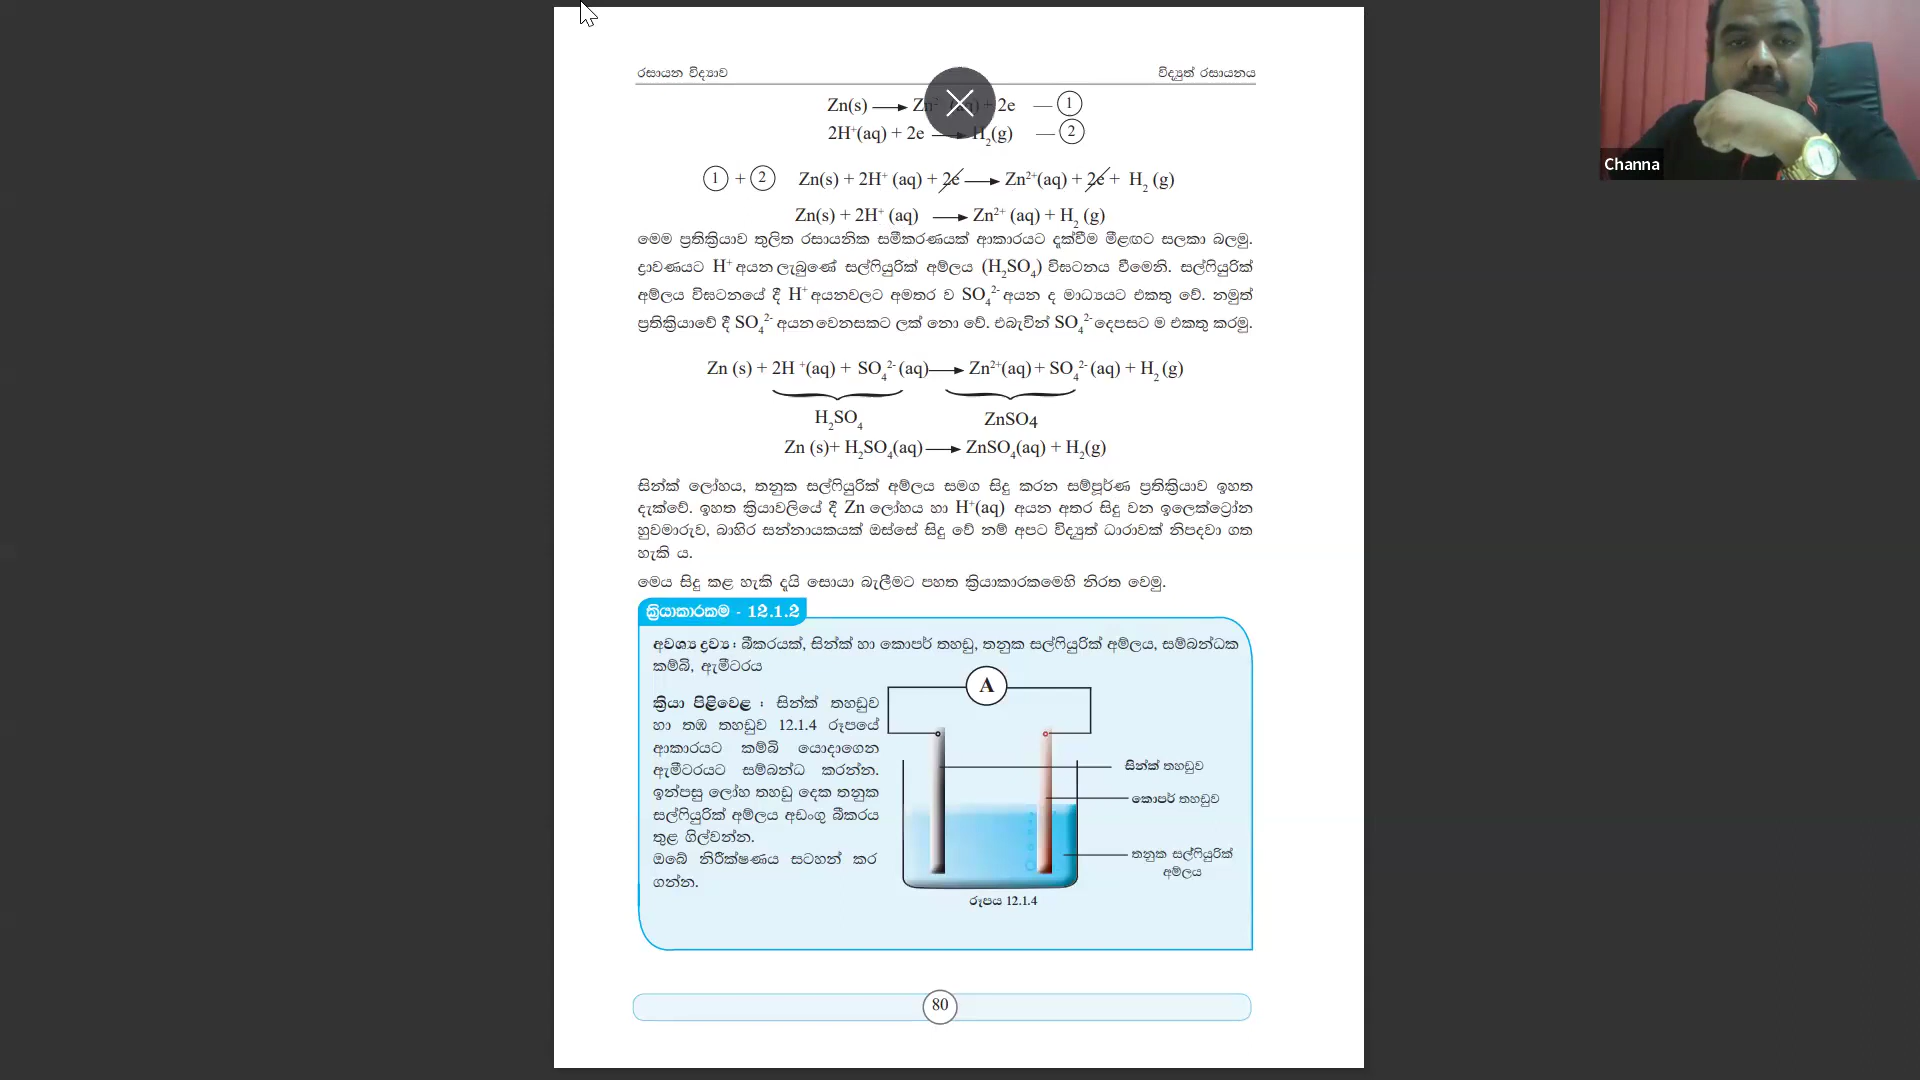 රසායන විද්‍යාව
විද්‍යුත් රසායනය
Zn(s) → Zn²⁺(aq) + 2e — 1
2H⁺(aq) + 2e → H₂(g) — 2
1 + 2 Zn(s) + 2H⁺ (aq) + 2e → Zn²⁺(aq) + 2e + H₂ (g)
Zn(s) + 2H⁺ (aq) → Zn²⁺ (aq) + H₂ (g)
මෙම ප්‍රතික්‍රියාව තුලිත රසායනික සමීකරණයක් ආකාරයට දැක්වීම මීළඟට සලකා බලමු.
ද්‍රාවණයට H⁺ අයන ලැබුණේ සල්ෆියුරික් අම්ලය (H₂SO₄) විඝටනය වීමෙනි. සල්ෆියුරික්
අම්ලය විඝටනයේ දී H⁺ අයනවලට අමතර ව SO₄²⁻ අයන ද මාධ්‍යයට එකතු වේ. නමුත්
ප්‍රතික්‍රියාවේ දී SO₄²⁻ අයන වෙනසකට ලක් නො වේ. එබැවින් SO₄²⁻ දෙපසට ම එකතු කරමු.
Zn (s) + 2H ⁺(aq) + SO₄²⁻ (aq) → Zn²⁺(aq) + SO₄²⁻ (aq) + H₂ (g)
H₂SO₄ ZnSO4
Zn (s)+ H₂SO₄(aq) → ZnSO₄(aq) + H₂(g)
සින්ක් ලෝහය, තනුක සල්ෆියුරික් අම්ලය සමග සිදු කරන සම්පූර්ණ ප්‍රතික්‍රියාව ඉහත
දැක්වේ. ඉහත ක්‍රියාවලියේ දී Zn ලෝහය හා H⁺(aq) අයන අතර සිදු වන ඉලෙක්ට්‍රෝන
හුවමාරුව, බාහිර සන්නායකයක් ඔස්සේ සිදු වේ නම් අපට විද්‍යුත් ධාරාවක් නිපදවා ගත
හැකි ය.
මෙය සිදු කළ හැකි දැයි සොයා බැලීමට පහත ක්‍රියාකාරකමෙහි නිරත වෙමු.
ක්‍රියාකාරකම - 12.1.2
අවශ්‍ය ද්‍රව්‍ය : බීකරයක්, සින්ක් හා කොපර් තහඩු, තනුක සල්ෆියුරික් අම්ලය, සම්බන්ධක
කම්බි, ඇමීටරය
ක්‍රියා පිළිවෙළ : සින්ක් තහඩුව
හා තඹ තහඩුව 12.1.4 රූපයේ
ආකාරයට කම්බි යොදාගෙන
ඇමීටරයට සම්බන්ධ කරන්න.
ඉන්පසු ලෝහ තහඩු දෙක තනුක
සල්ෆියුරික් අම්ලය අඩංගු බීකරය
තුළ ගිල්වන්න.
ඔබේ නිරීක්ෂණය සටහන් කර
ගන්න.
A
සින්ක් තහඩුව
කොපර් තහඩුව
තනුක සල්ෆියුරික්
අම්ලය
රූපය 12.1.4
80
Channa